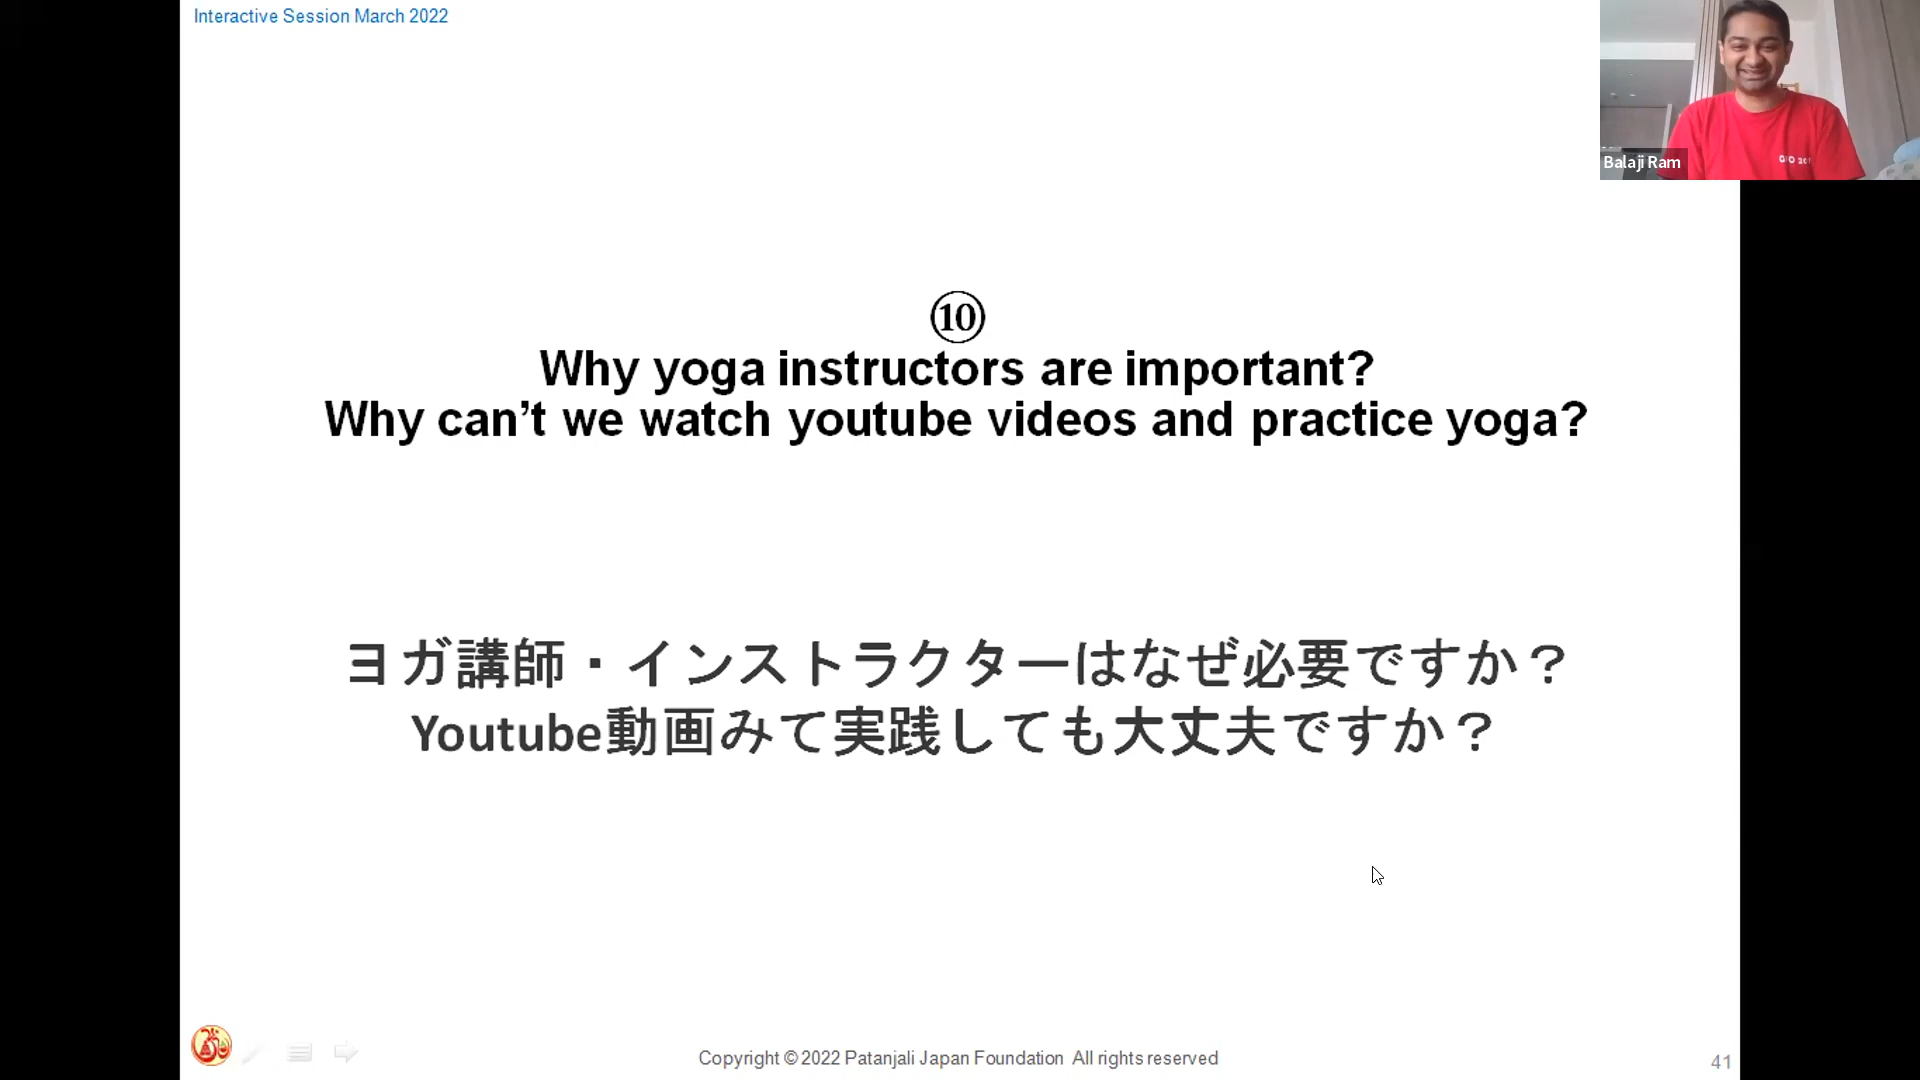 Interactive Session March 2022
Balaji Ram
⑩
Why yoga instructors are important?
Why can’t we watch youtube videos and practice yoga?
ヨガ講師・インストラクターはなぜ必要ですか？
Youtube動画みて実践しても大丈夫ですか？
Copyright © 2022 Patanjali Japan Foundation All rights reserved
41